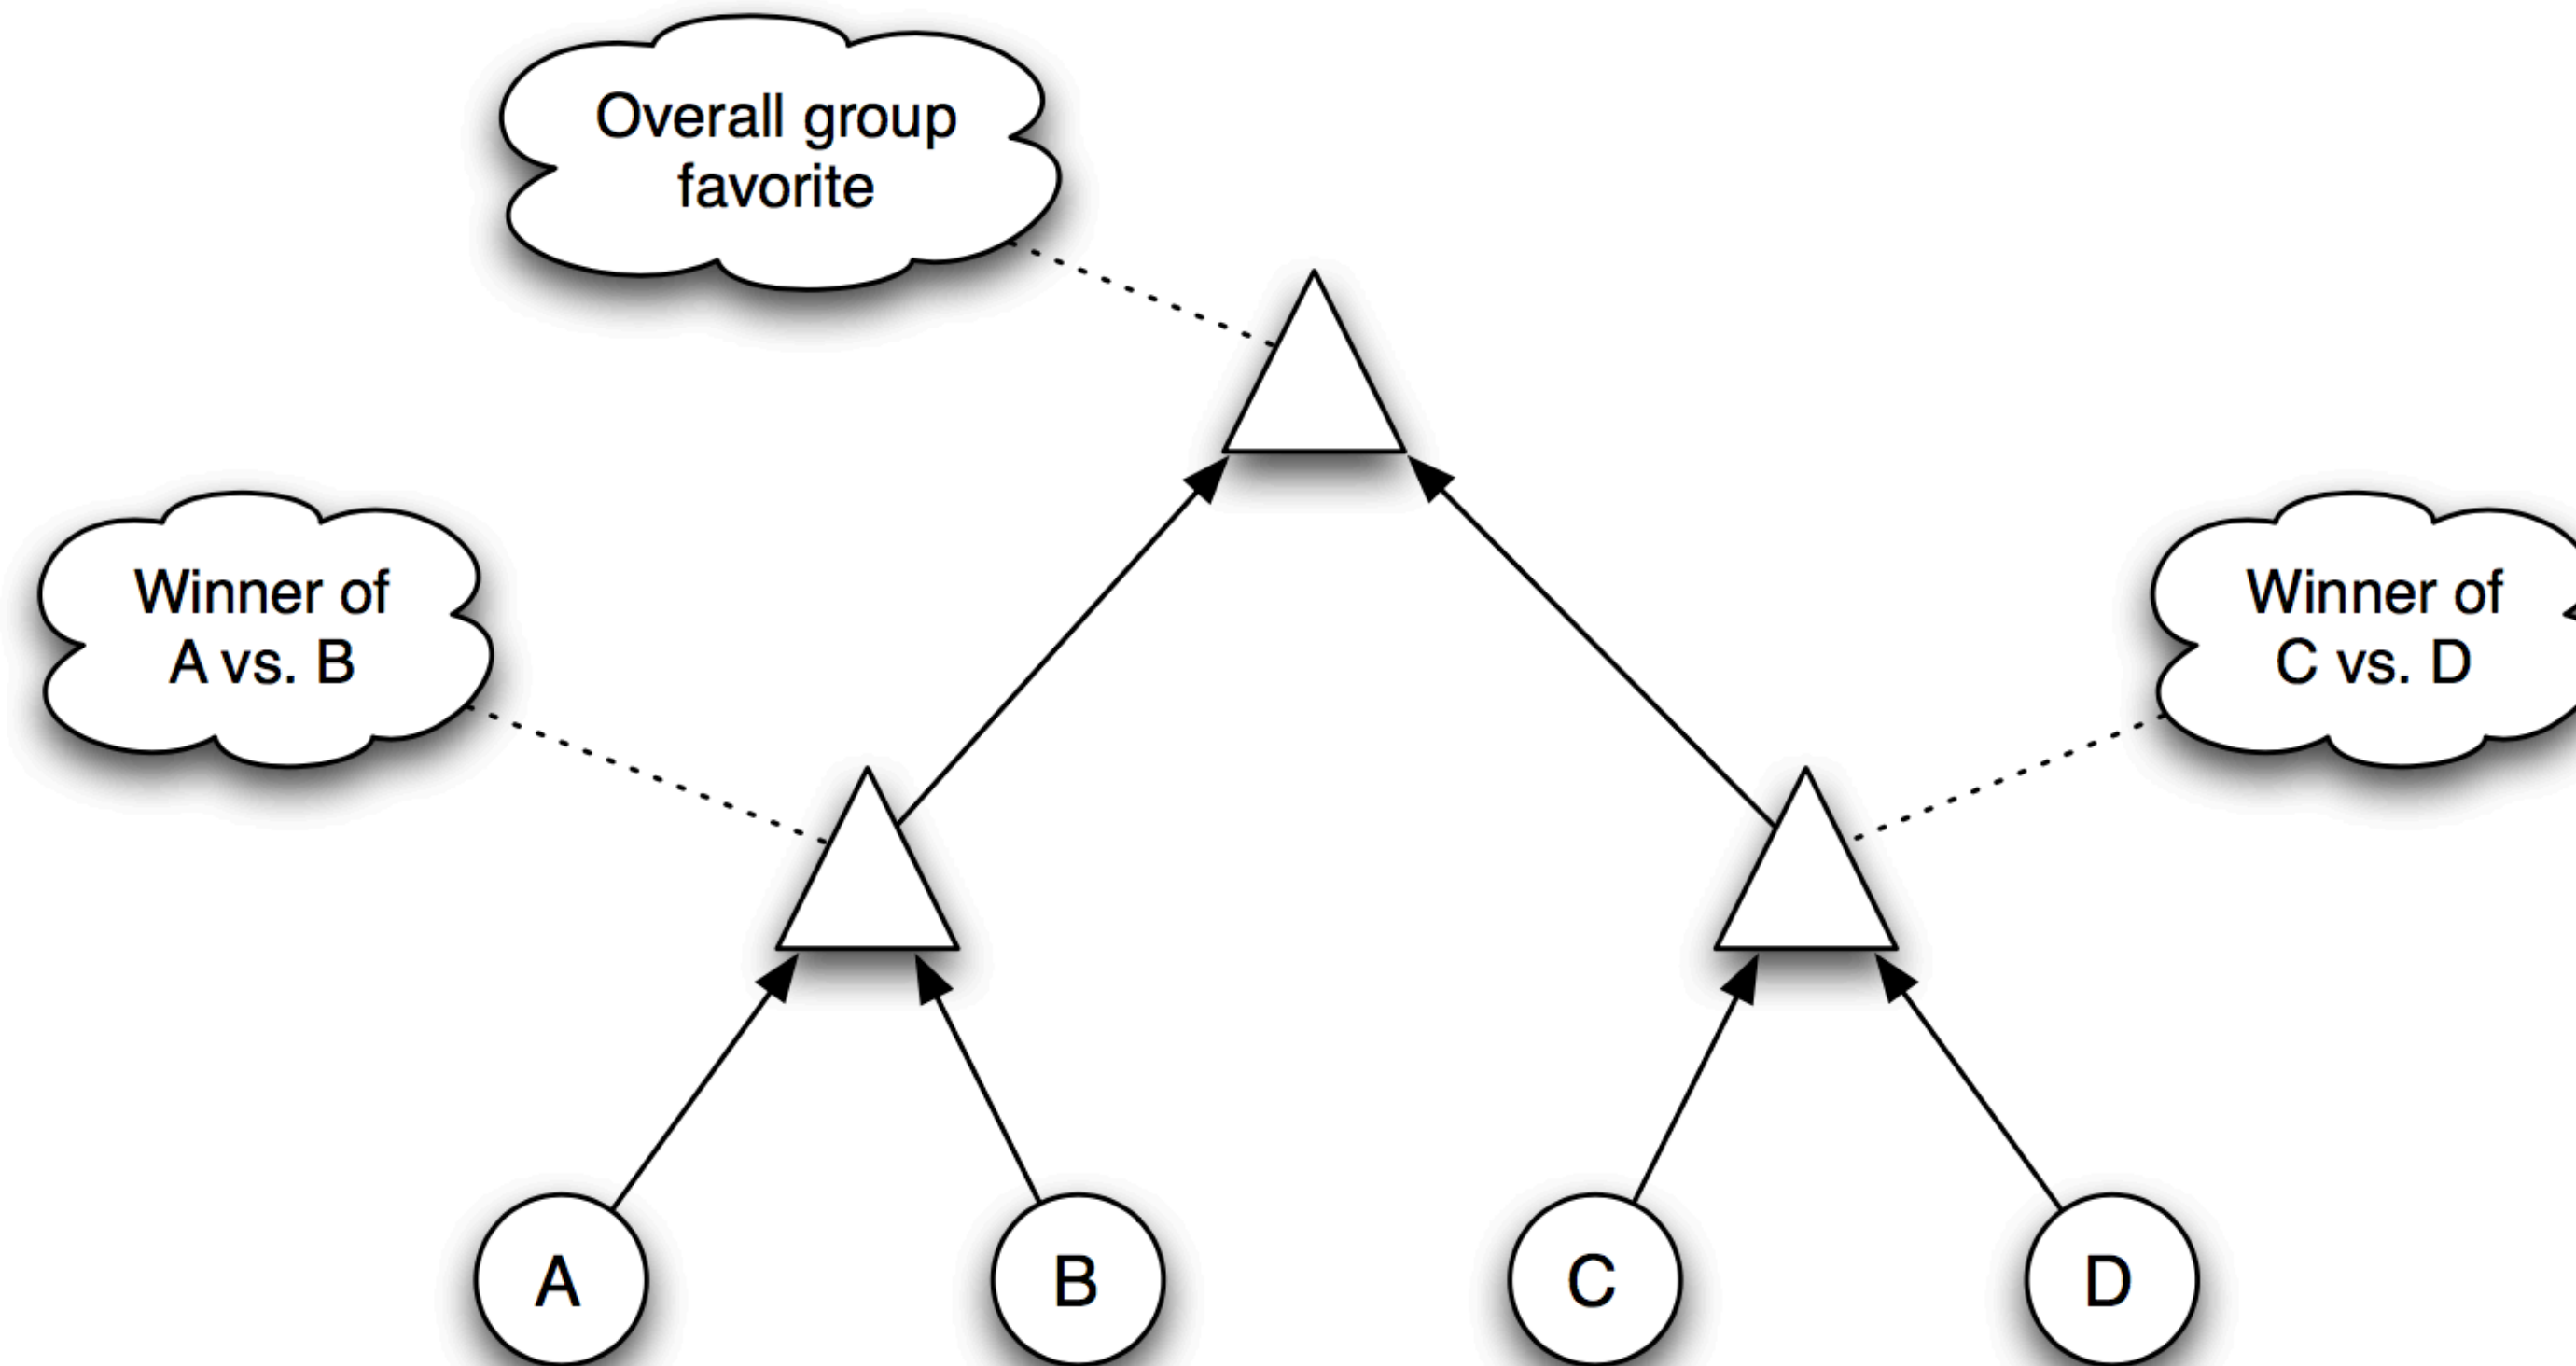 Overall group
favorite
Winner of
A vs. B
Winner of
C vs. D
A
B
C
D